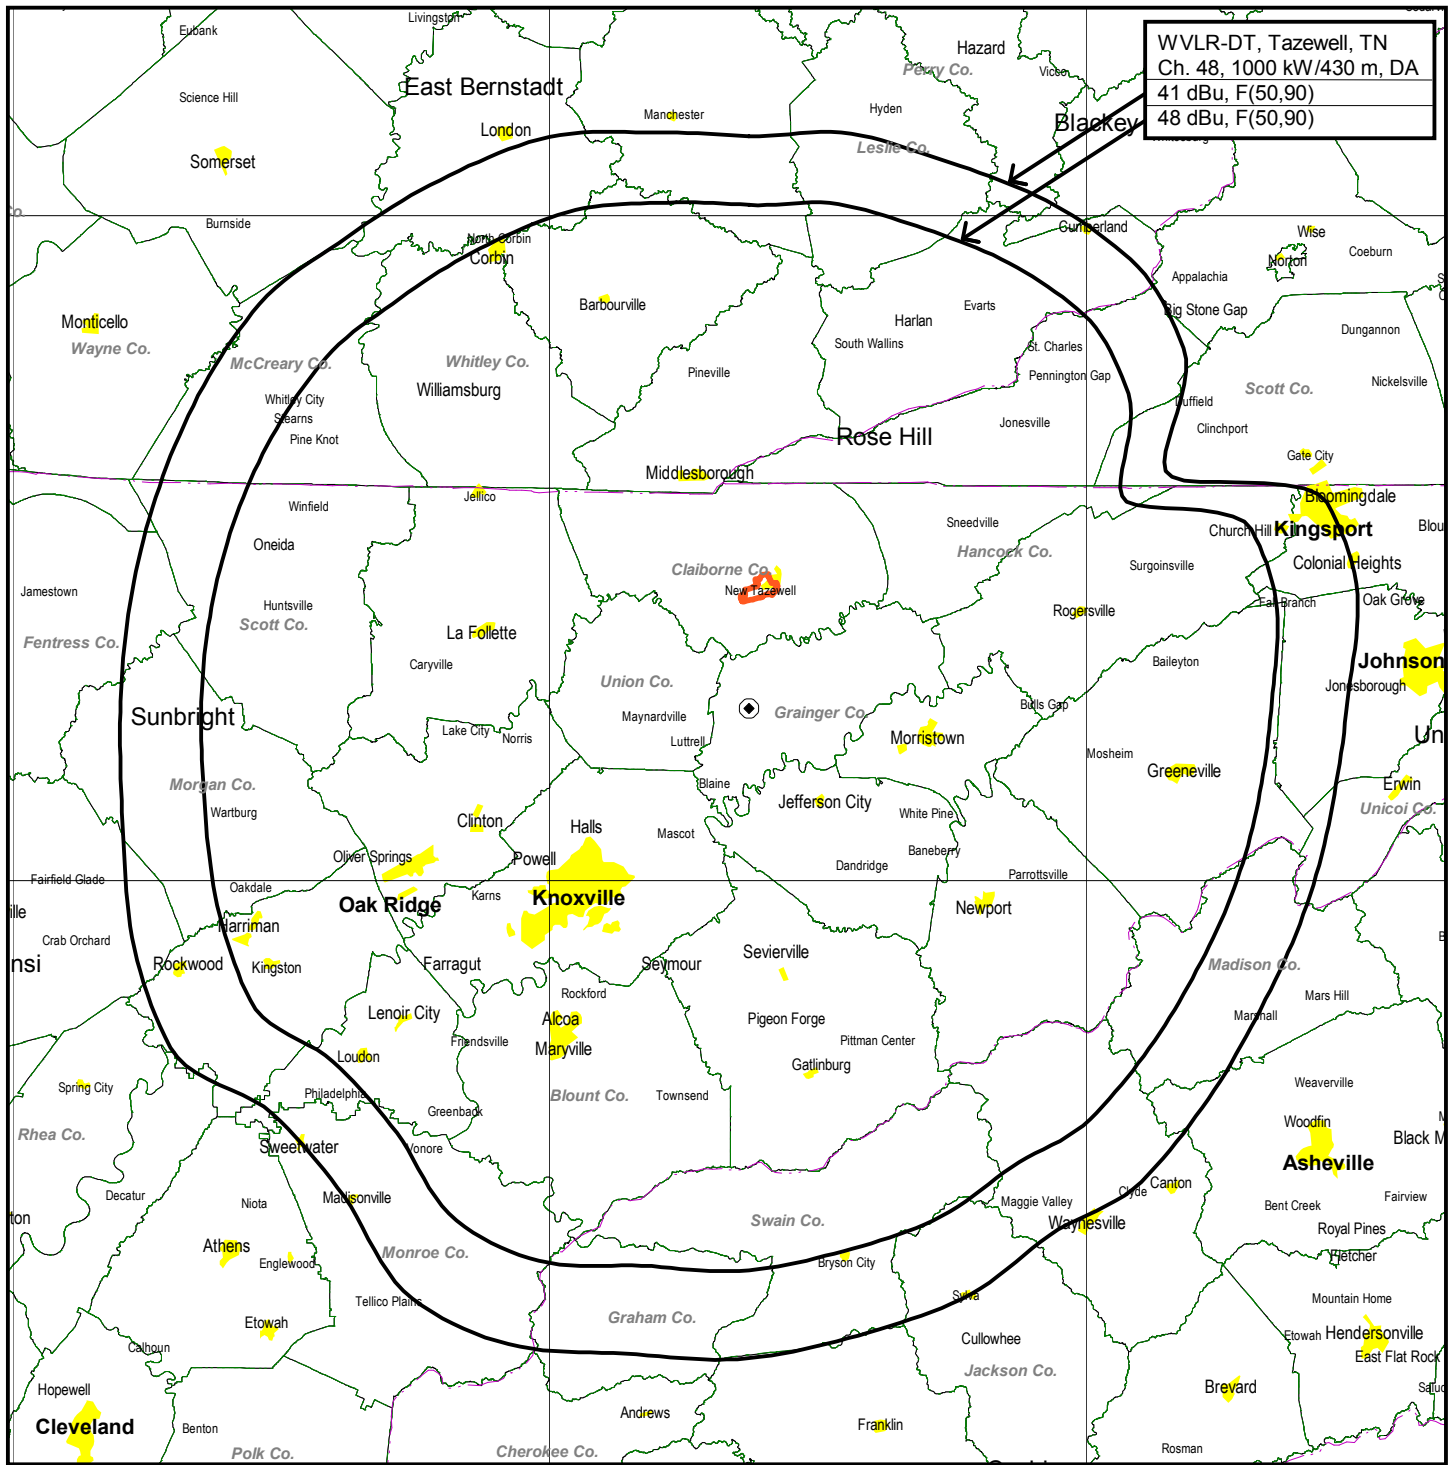 Livingston
Eubank
Hazard
WVLR-DT, Tazewell, TN
Ch. 48, 1000 kW/430 m, DA
41 dBu, F(50,90)
48 dBu, F(50,90)
Perry Co.
Vicco
East Bernstadt
Science Hill
Manchester
Hyden
Blackey
London
Leslie Co.
Somerset
Co.
Burnside
Cumberland
Wise
North Corbin
Corbin
Norton
Coeburn
Appalachia
Barbourville
Evarts
Big Stone Gap
Monticello
Harlan
Dungannon
Wayne Co.
South Wallins
St. Charles
McCreary Co.
Whitley Co.
Pineville
Pennington Gap
Nickelsville
Williamsburg
Scott Co.
Whitley City
Duffield
Stearns
Jonesville
Clinchport
Pine Knot
Rose Hill
Gate City
Middlesborough
Jellico
Bloomingdale
Winfield
Sneedville
Church Hill
Kingsport
Blou
Oneida
Hancock Co.
Colonial Heights
Claiborne Co.
Surgoinsville
Jamestown
New Tazewell
Fall Branch
Oak Grove
Huntsville
Rogersville
Scott Co.
La Follette
Fentress Co.
Caryville
Baileyton
Johnson
Union Co.
Jonesborough
Bulls Gap
Sunbright
Maynardville
Grainger Co.
Lake City
Norris
Luttrell
Morristown
Un
Mosheim
Greeneville
Morgan Co.
Blaine
Erwin
Jefferson City
Unicoi Co.
Wartburg
White Pine
Clinton
Halls
Mascot
Baneberry
Oliver Springs
Powell
Dandridge
Parrottsville
Fairfield Glade
Oakdale
Karns
Oak Ridge
Knoxville
Newport
ille
Harriman
Crab Orchard
Sevierville
nsi
Rockwood
Kingston
Farragut
Seymour
Madison Co.
Rockford
Mars Hill
Lenoir City
Alcoa
Pigeon Forge
Marshall
Friendsville
Maryville
Pittman Center
Loudon
Gatlinburg
Spring City
Weaverville
Philadelphia
Blount Co.
Townsend
Greenback
Woodfin
Rhea Co.
Black M
Sweetwater
Vonore
Asheville
Canton
Decatur
Madisonville
Clyde
Fairview
Niota
Maggie Valley
Bent Creek
ton
Swain Co.
Waynesville
Royal Pines
Athens
Monroe Co.
Fletcher
Englewood
Bryson City
Tellico Plains
Sylva
Mountain Home
Graham Co.
Etowah
Etowah
Hendersonville
Cullowhee
Calhoun
East Flat Rock
Jackson Co.
Hopewell
Brevard
Salud
Andrews
Cleveland
Benton
Franklin
Polk Co.
Cherokee Co.
Rosman